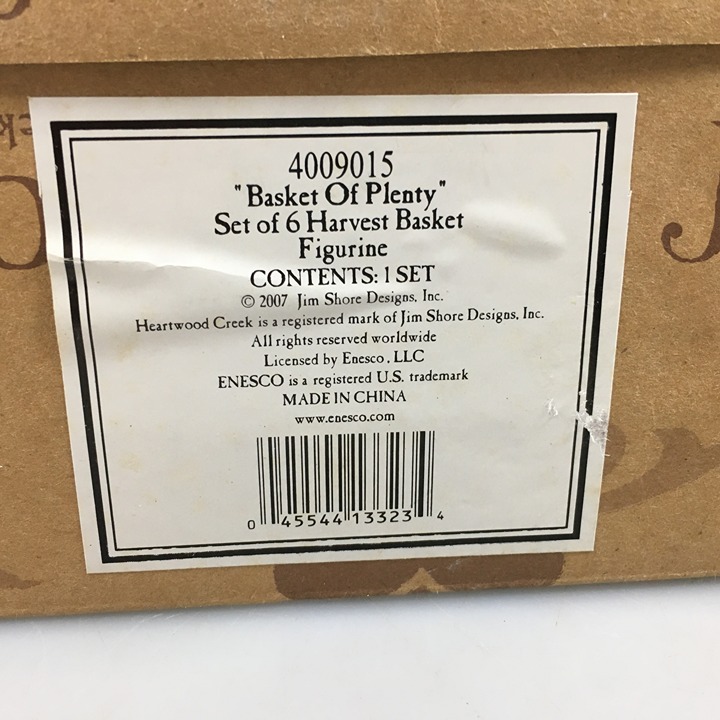 4009015
"Basket Of Plenty"
Set of 6 Harvest Basket
Figurine
CONTENTS: 1 SET
© 2007 Jim Shore Designs, Inc.
Heartwood Creek is a registered mark of Jim Shore Designs, Inc.
All rights reserved worldwide
Licensed by Enesco, LLC
ENESCO is a registered U.S. trademark
MADE IN CHINA
www.enesco.com
0 45544 13323 4